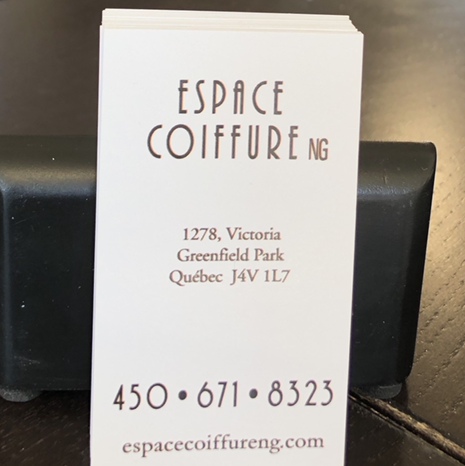 ESPACE
COIFFURE NG
1278, Victoria
Greenfield Park
Québec J4V 1L7
450 • 671 • 8323
espacecoiffureng.com